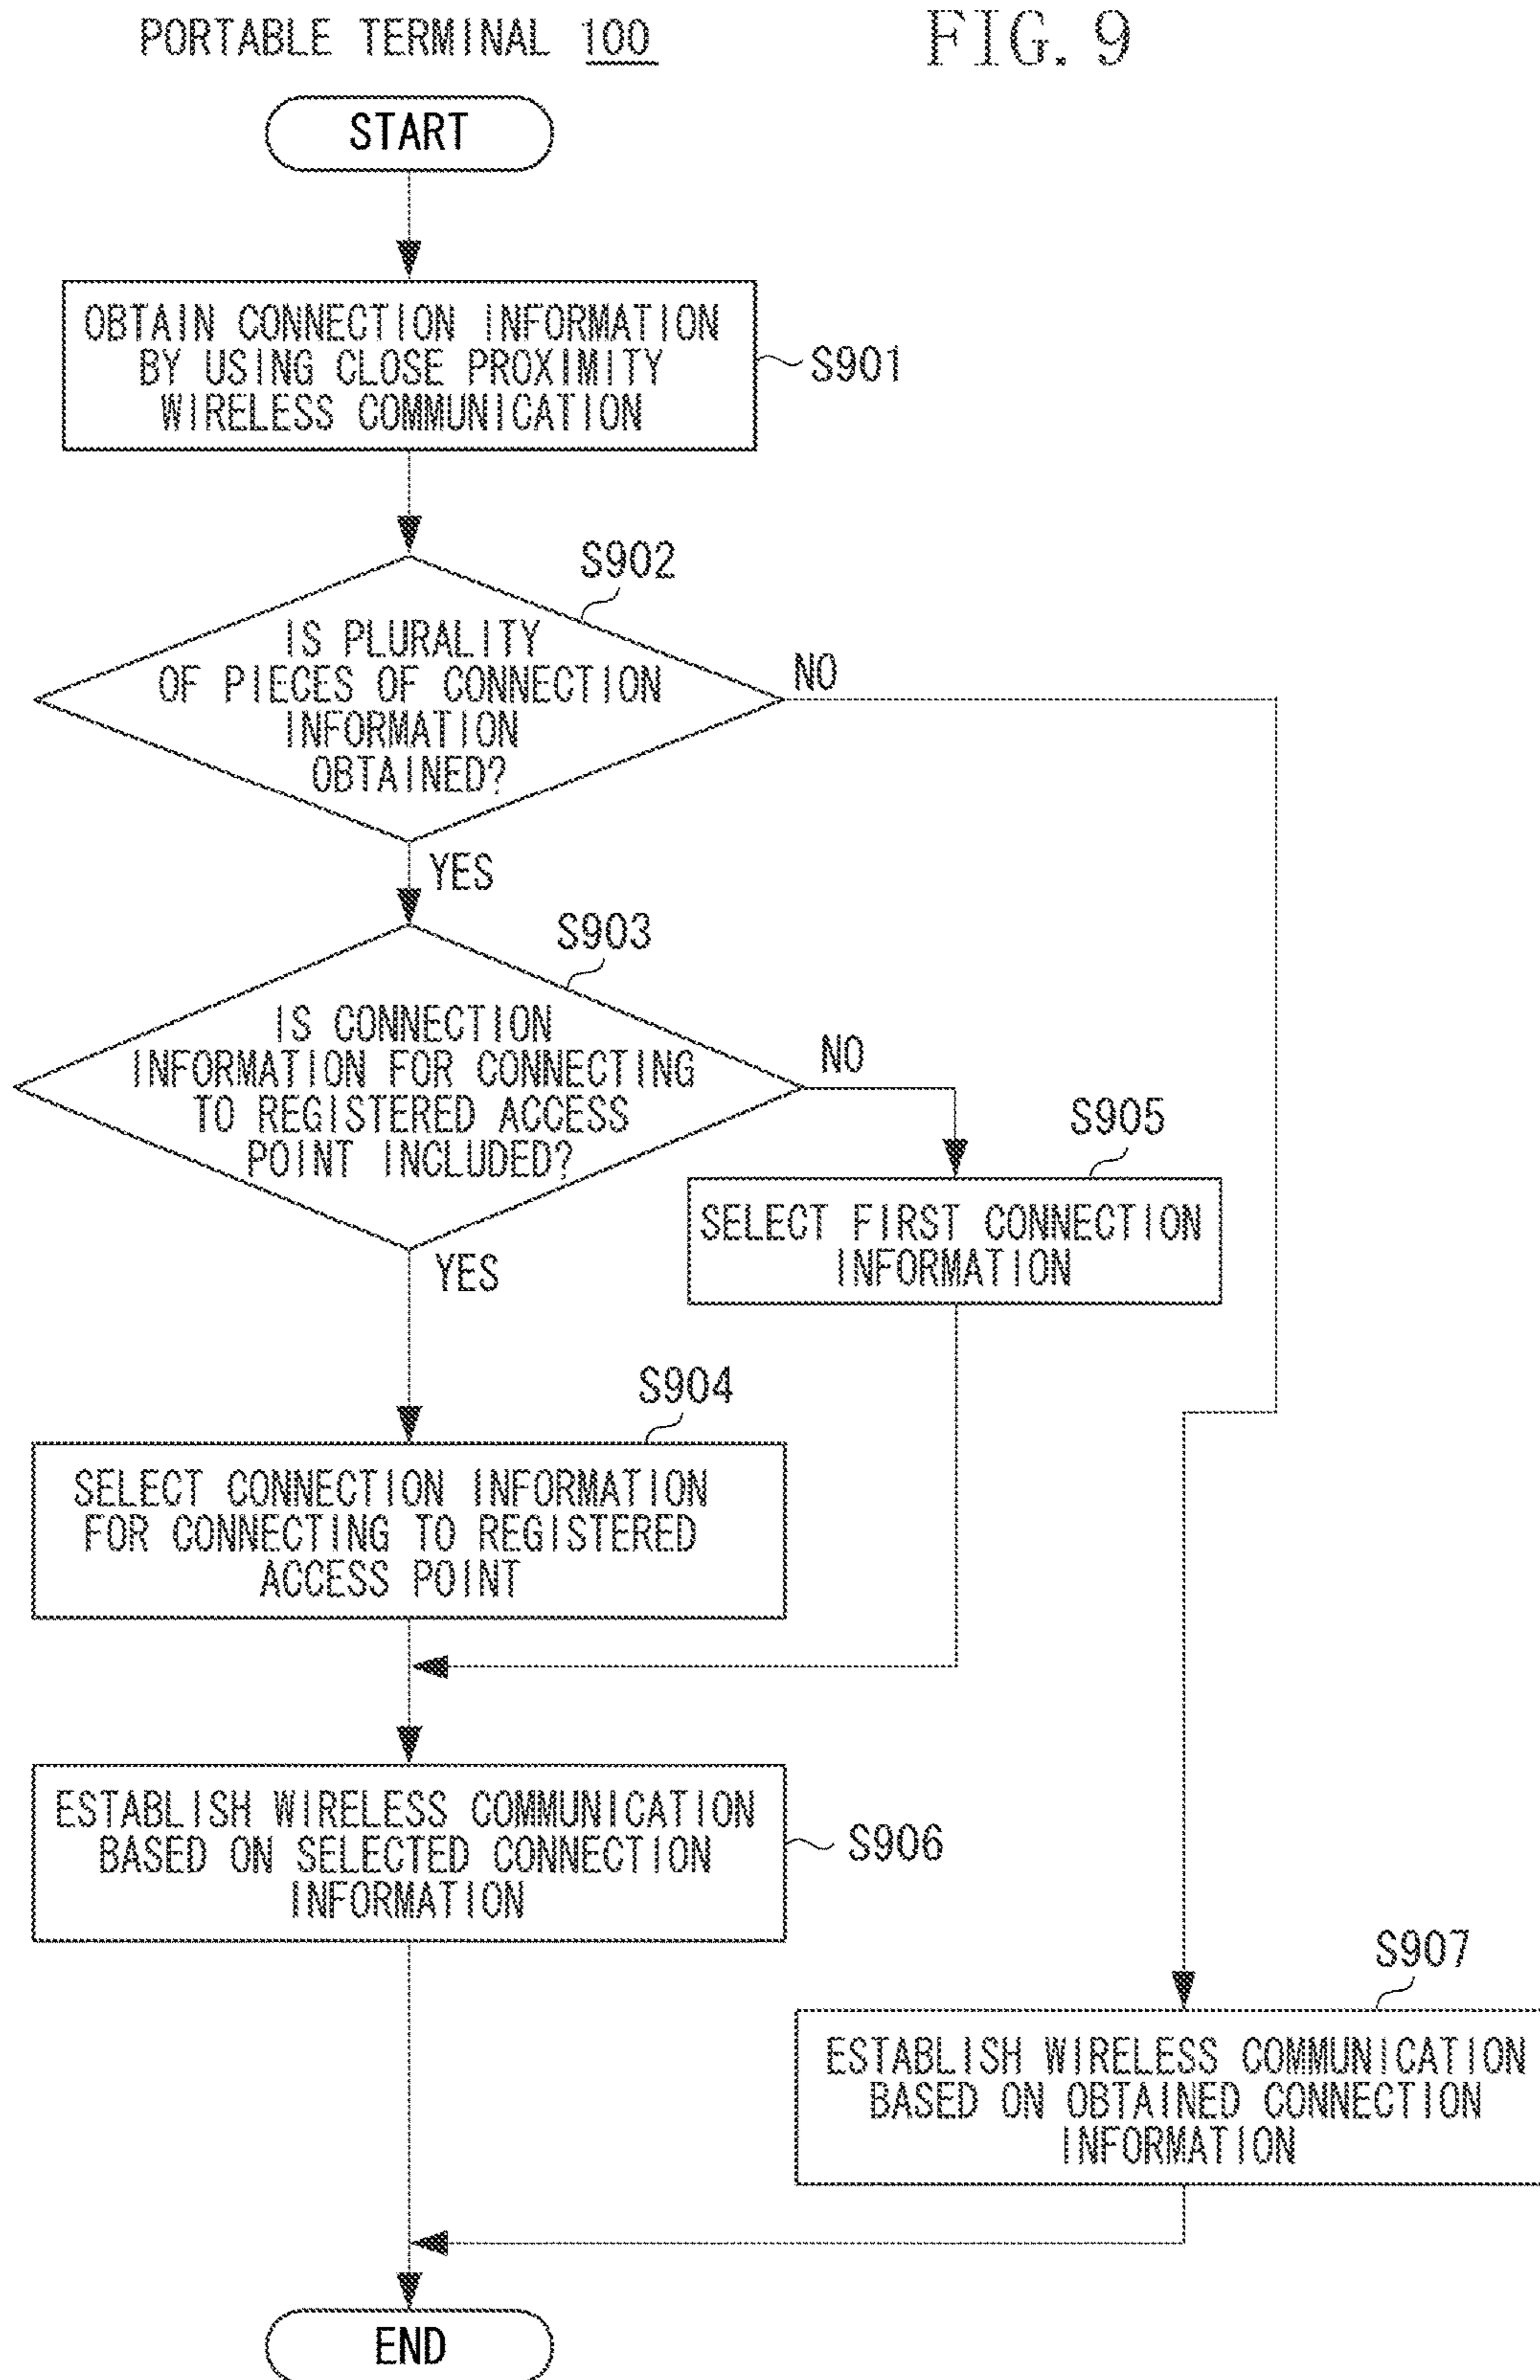 PORTABLE TERMINAL 100
FIG. 9
START
OBTAIN CONNECTION INFORMATION
BY USING CLOSE PROXIMITY
WIRELESS COMMUNICATION
S901
S902
IS PLURALITY
OF PIECES OF CONNECTION
INFORMATION
OBTAINED?
NO
YES
S903
IS CONNECTION
INFORMATION FOR CONNECTING
TO REGISTERED ACCESS
POINT INCLUDED?
NO
YES
S905
SELECT FIRST CONNECTION
INFORMATION
S904
SELECT CONNECTION INFORMATION
FOR CONNECTING TO REGISTERED
ACCESS POINT
ESTABLISH WIRELESS COMMUNICATION
BASED ON SELECTED CONNECTION
INFORMATION
S906
S907
ESTABLISH WIRELESS COMMUNICATION
BASED ON OBTAINED CONNECTION
INFORMATION
END